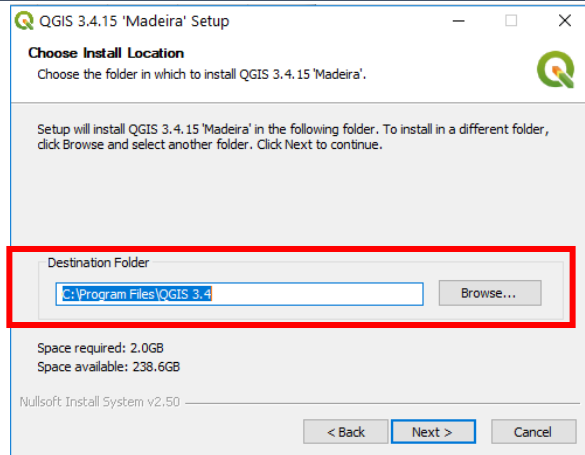 QGIS 3.4.15 'Madeira' Setup
Choose Install Location
Choose the folder in which to install QGIS 3.4.15 'Madeira'.
Setup will install QGIS 3.4.15 'Madeira' in the following folder. To install in a different folder,
click Browse and select another folder. Click Next to continue.
Destination Folder
C:\Program Files\QGIS 3.4
Browse...
Space required: 2.0GB
Space available: 238.6GB
Nullsoft Install System v2.50
< Back Next > Cancel